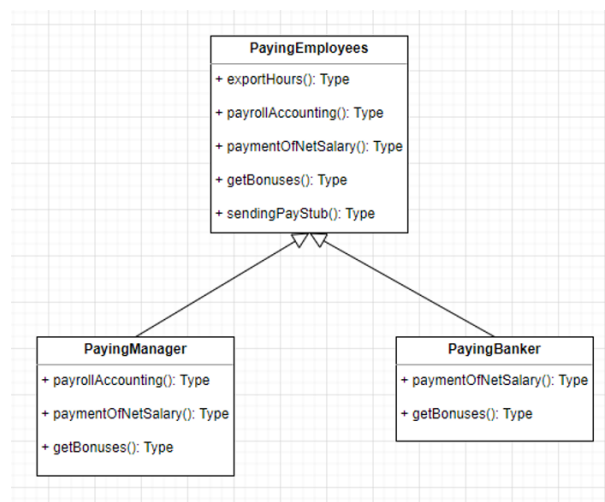 PayingEmployees
+ exportHours(): Type
+ payrollAccounting(): Type
+ paymentOfNetSalary(): Type
+ getBonuses(): Type
+ sendingPayStub(): Type
PayingManager
+ payrollAccounting(): Type
+ paymentOfNetSalary(): Type
+ getBonuses(): Type
PayingBanker
+ paymentOfNetSalary(): Type
+ getBonuses(): Type